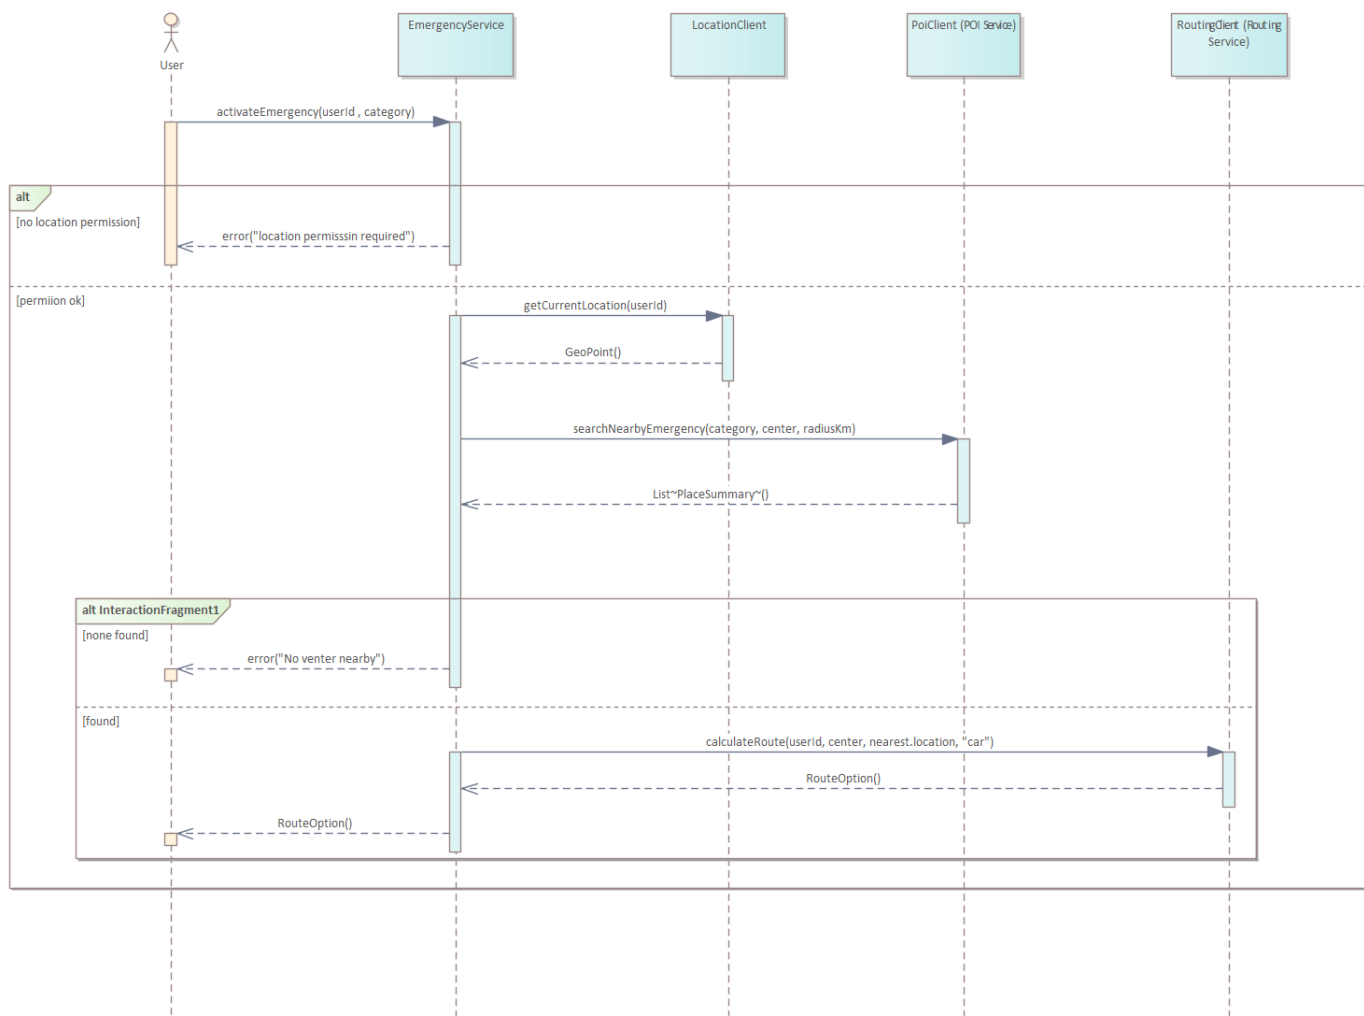 User
EmergencyService
LocationClient
PoiClient (POI Service)
RoutingClient (Routing
Service)
activateEmergency(userId , category)
alt
[no location permission]
error("location permisssin required")
[permiion ok]
getCurrentLocation(userId)
GeoPoint()
searchNearbyEmergency(category, center, radiusKm)
List~PlaceSummary~()
alt InteractionFragment1
[none found]
error("No venter nearby")
[found]
calculateRoute(userId, center, nearest.location, "car")
RouteOption()
RouteOption()